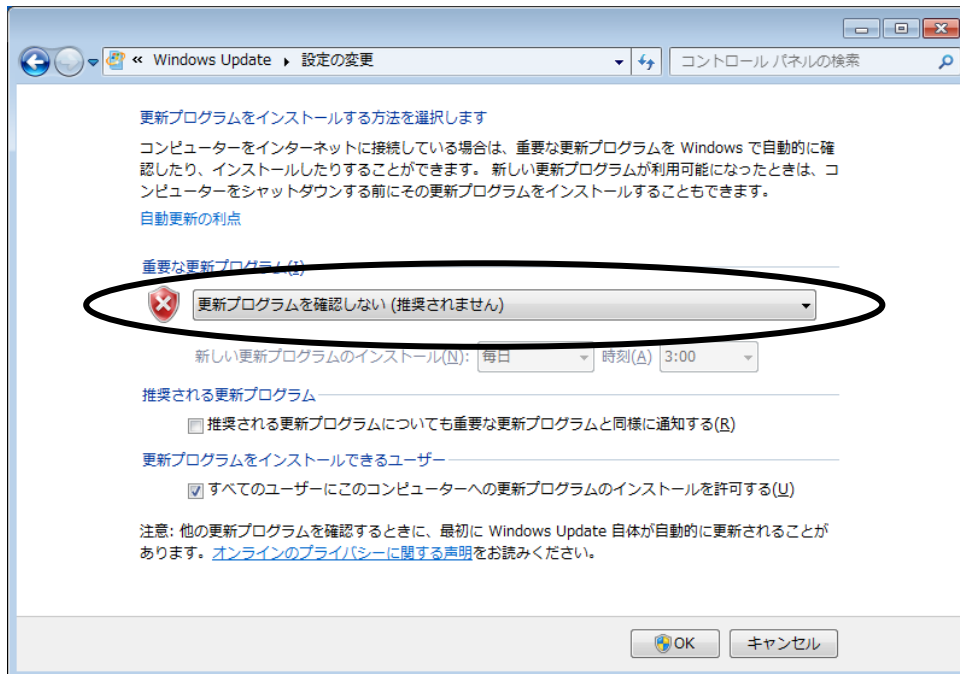 « Windows Update ▸ 設定の変更
コントロール パネルの検索
更新プログラムをインストールする方法を選択します
コンピューターをインターネットに接続している場合は、重要な更新プログラムを Windows で自動的に確
認したり、インストールしたりすることができます。 新しい更新プログラムが利用可能になったときは、コ
ンピューターをシャットダウンする前にその更新プログラムをインストールすることもできます。
自動更新の利点
重要な更新プログラム(I)
更新プログラムを確認しない (推奨されません)
新しい更新プログラムのインストール(N): 毎日 時刻(A) 3:00
推奨される更新プログラム
推奨される更新プログラムについても重要な更新プログラムと同様に通知する(R)
更新プログラムをインストールできるユーザー
すべてのユーザーにこのコンピューターへの更新プログラムのインストールを許可する(U)
注意: 他の更新プログラムを確認するときに、最初に Windows Update 自体が自動的に更新されることが
あります。オンラインのプライバシーに関する声明をお読みください。
OK キャンセル